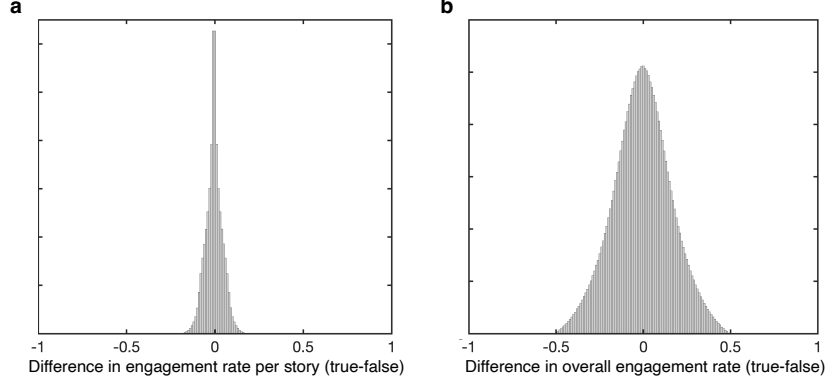 a
-1 -0.5 0 0.5 1
Difference in engagement rate per story (true-false)
b
-1 -0.5 0 0.5 1
Difference in overall engagement rate (true-false)